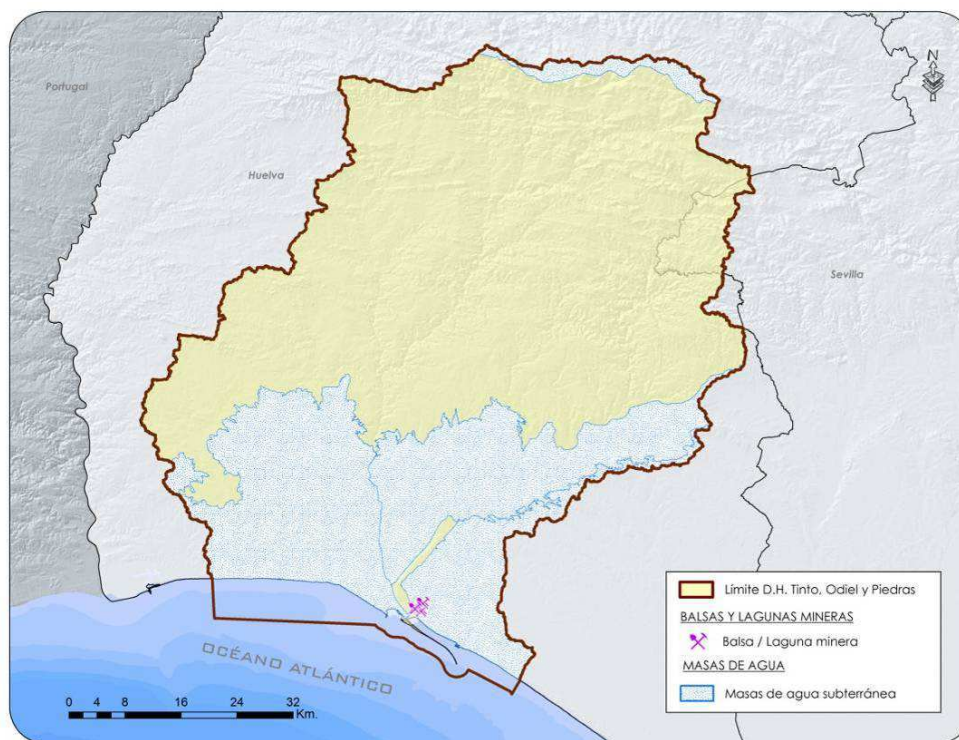 Portugal
N
Huelva
Sevilla
OCÉANO ATLÁNTICO
0 2 4 8 16 24 32
Km.
Límite D.H. Tinto, Odiel y Piedras
BALSAS Y LAGUNAS MINERAS
Balsa / Laguna minera
MASAS DE AGUA
Masas de agua subterránea